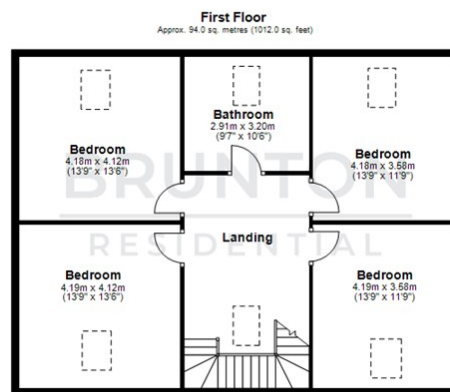 First Floor
Approx. 94.0 sq. metres (1012.0 sq. feet)
Bedroom
4.18m x 4.12m
(13'9" x 13'6")
Bathroom
2.91m x 3.20m
(9'7" x 10'6")
Bedroom
4.18m x 3.58m
(13'9" x 11'9")
BRUNTON
RESIDENTIAL
Landing
Bedroom
4.19m x 4.12m
(13'9" x 13'6")
Bedroom
4.19m x 3.58m
(13'9" x 11'9")